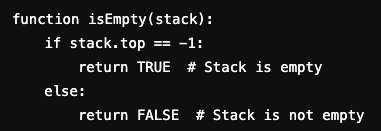 function isEmpty(stack):
    if stack.top == -1:
        return TRUE  # Stack is empty
    else:
        return FALSE  # Stack is not empty